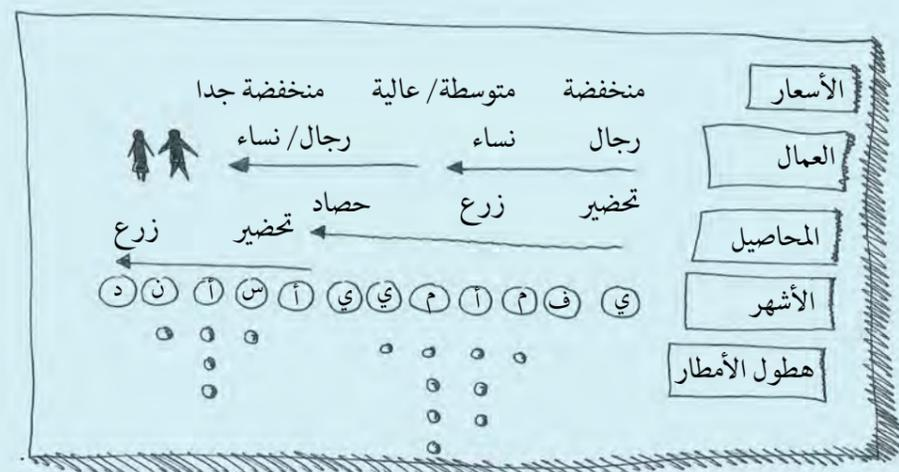 الأسعار منخفضة متوسطة/ عالية منخفضة جدا
العمال رجال نساء رجال/ نساء
المحاصيل تحضير زرع حصاد تحضير زرع
الأشهر ي ف م أ م ي ي أ س أ ن د
هطول الأمطار